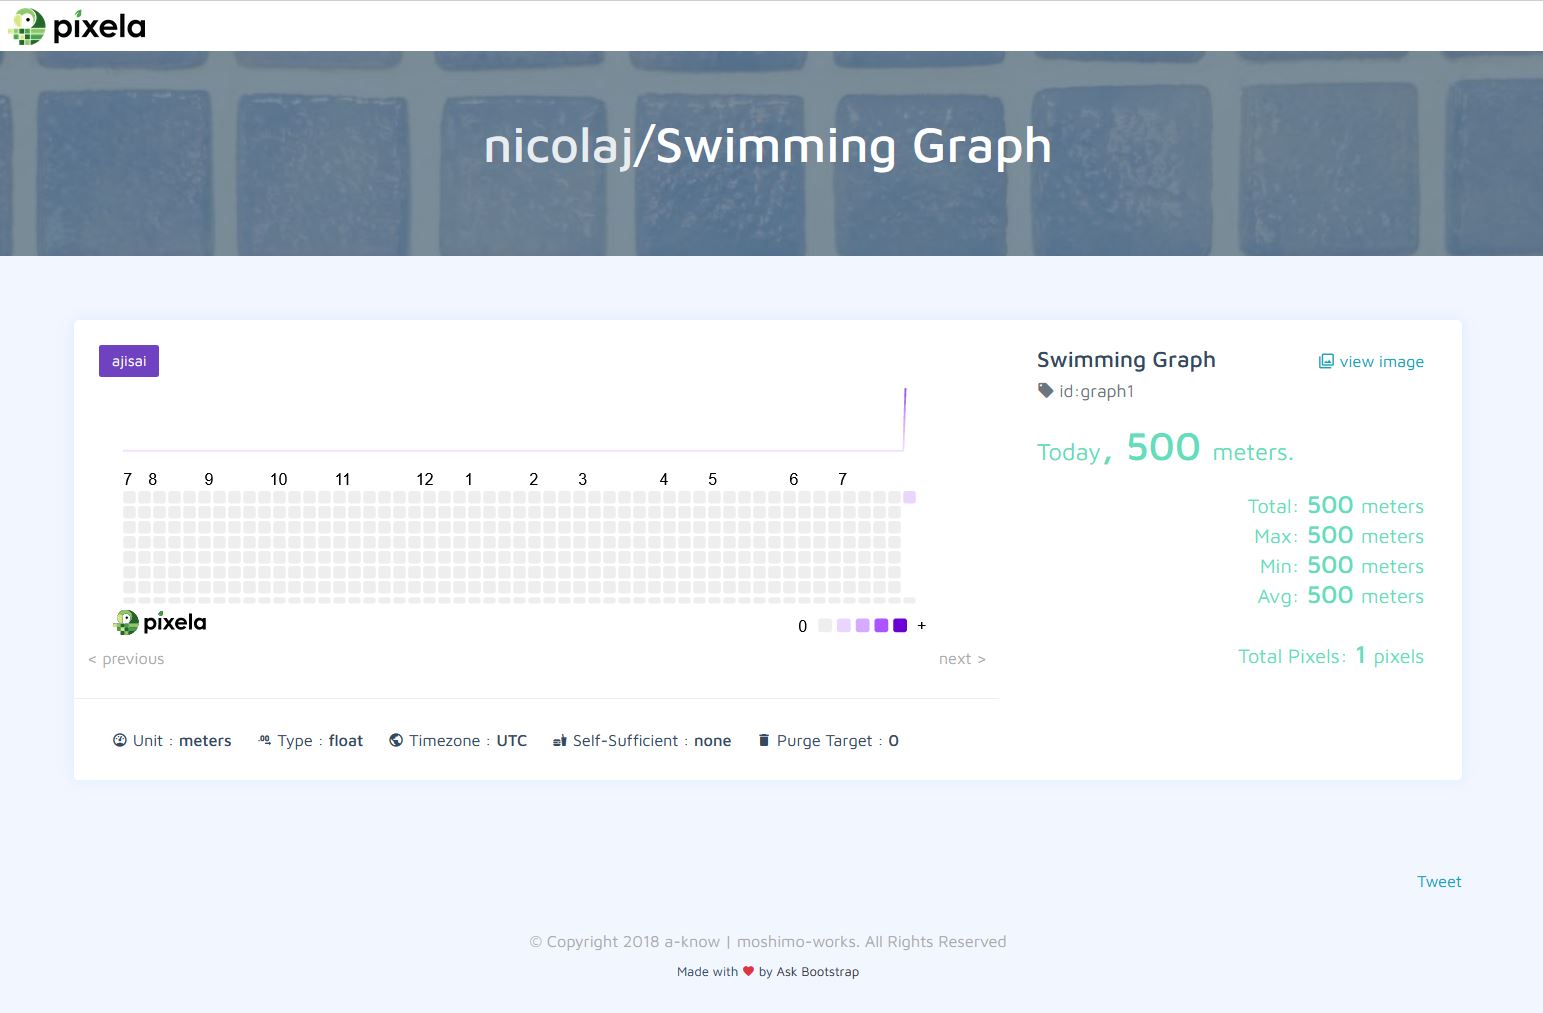 pixela
nicolaj/Swimming Graph
ajisai
7 8 9 10 11 12 1 2 3 4 5 6 7
pixela
0 +
< previous next >
Unit : meters .00 Type : float Timezone : UTC Self-Sufficient : none Purge Target : 0
Swimming Graph view image
id:graph1
Today, 500 meters.
Total: 500 meters
Max: 500 meters
Min: 500 meters
Avg: 500 meters
Total Pixels: 1 pixels
Tweet
© Copyright 2018 a-know | moshimo-works. All Rights Reserved
Made with ♥ by Ask Bootstrap